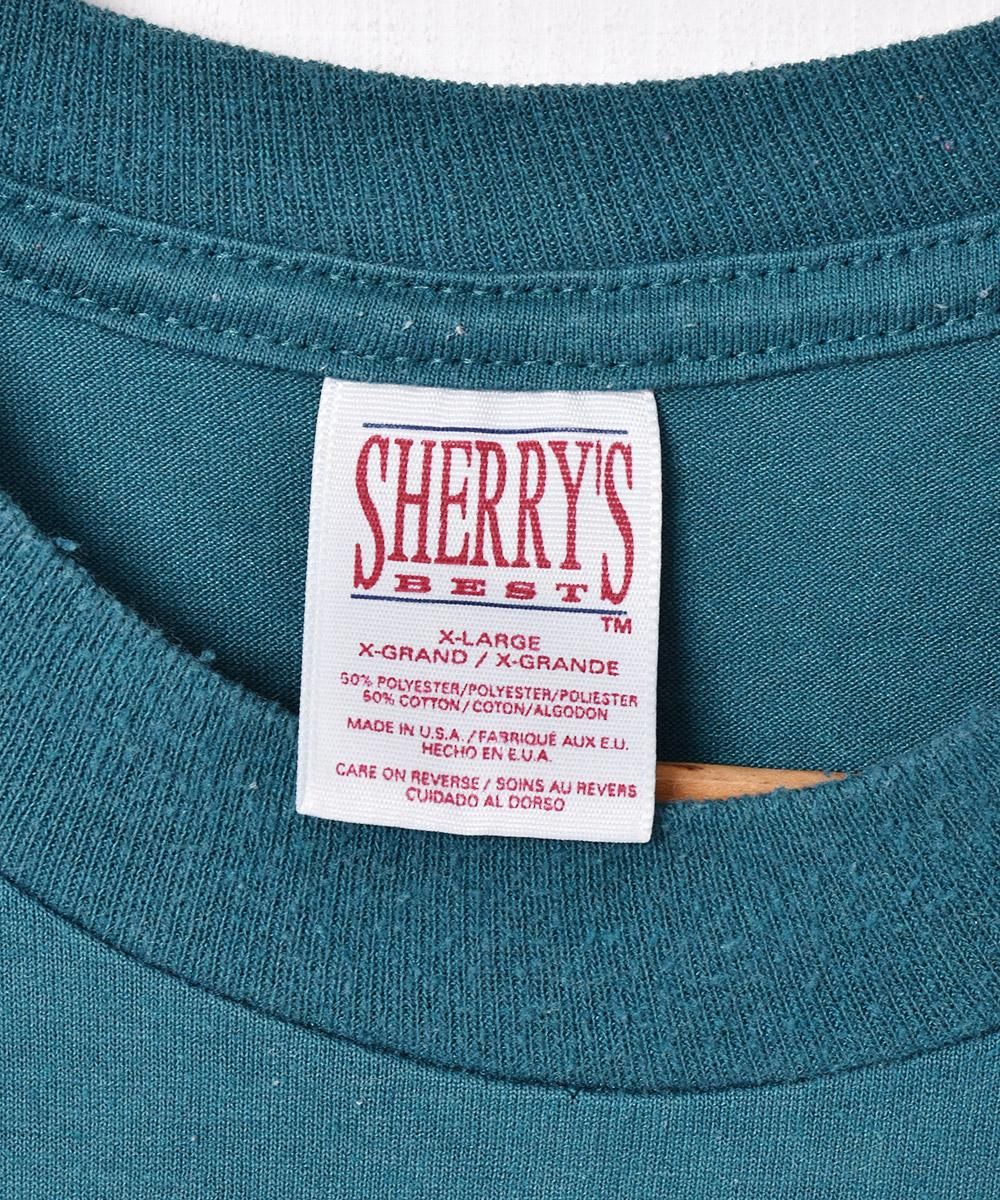 SHERRY'S
BEST
TM
X-LARGE
X-GRAND / X-GRANDE
50% POLYESTER/POLYESTER/POLIESTER
50% COTTON/COTON/ALGODON
MADE IN U.S.A. /FABRIQUÉ AUX E.U.
HECHO EN E.U.A.
CARE ON REVERSE / SOINS AU REVERS
CUIDADO AL DORSO